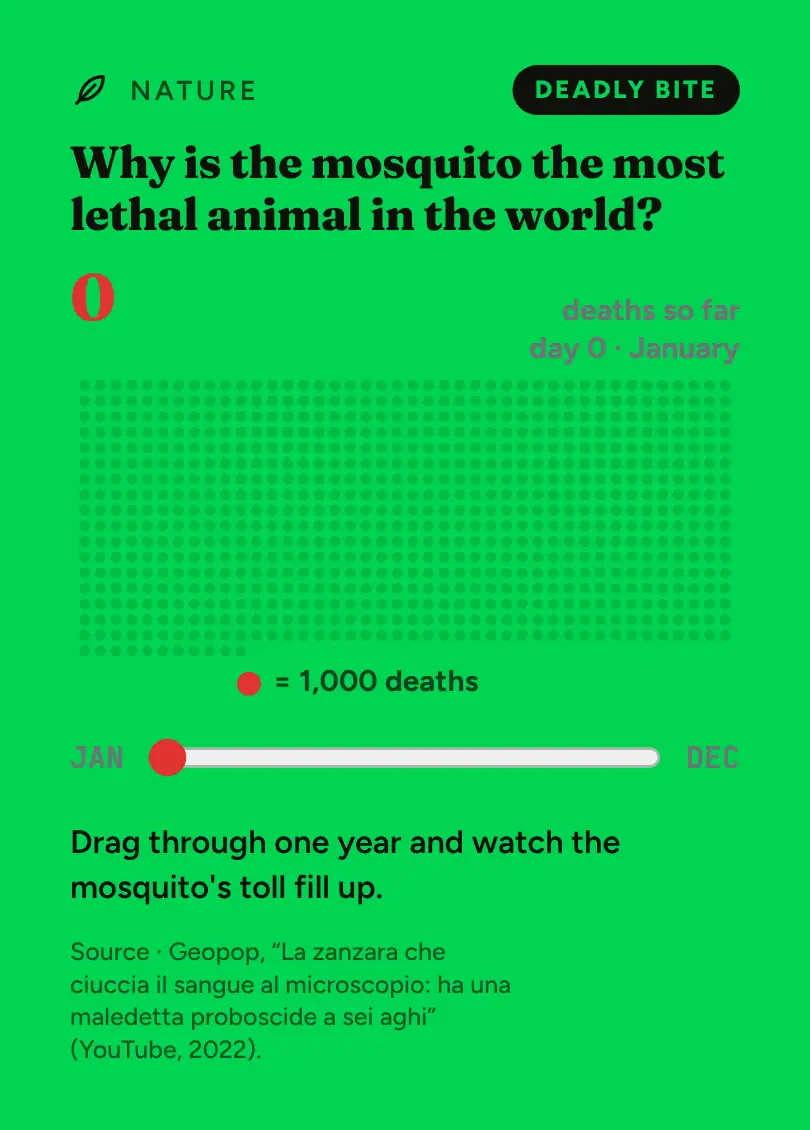 NATURE
DEADLY BITE
Why is the mosquito the most
lethal animal in the world?
0
deaths so far
day 0 · January
= 1,000 deaths
JAN
DEC
Drag through one year and watch the
mosquito's toll fill up.
Source · Geopop, “La zanzara che
ciuccia il sangue al microscopio: ha una
maledetta proboscide a sei aghi”
(YouTube, 2022).